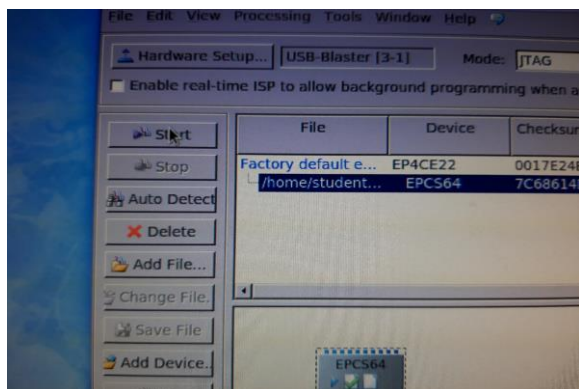 File Edit View Processing Tools Window Help
Hardware Setup... USB-Blaster [3-1] Mode: JTAG
Enable real-time ISP to allow background programming when
Start
Stop
Auto Detect
Delete
Add File...
Change File.
Save File
Add Device.
File Device Checksum
Factory default e... EP4CE22 0017E24
/home/student... EPCS64 7C68614
EPCS64